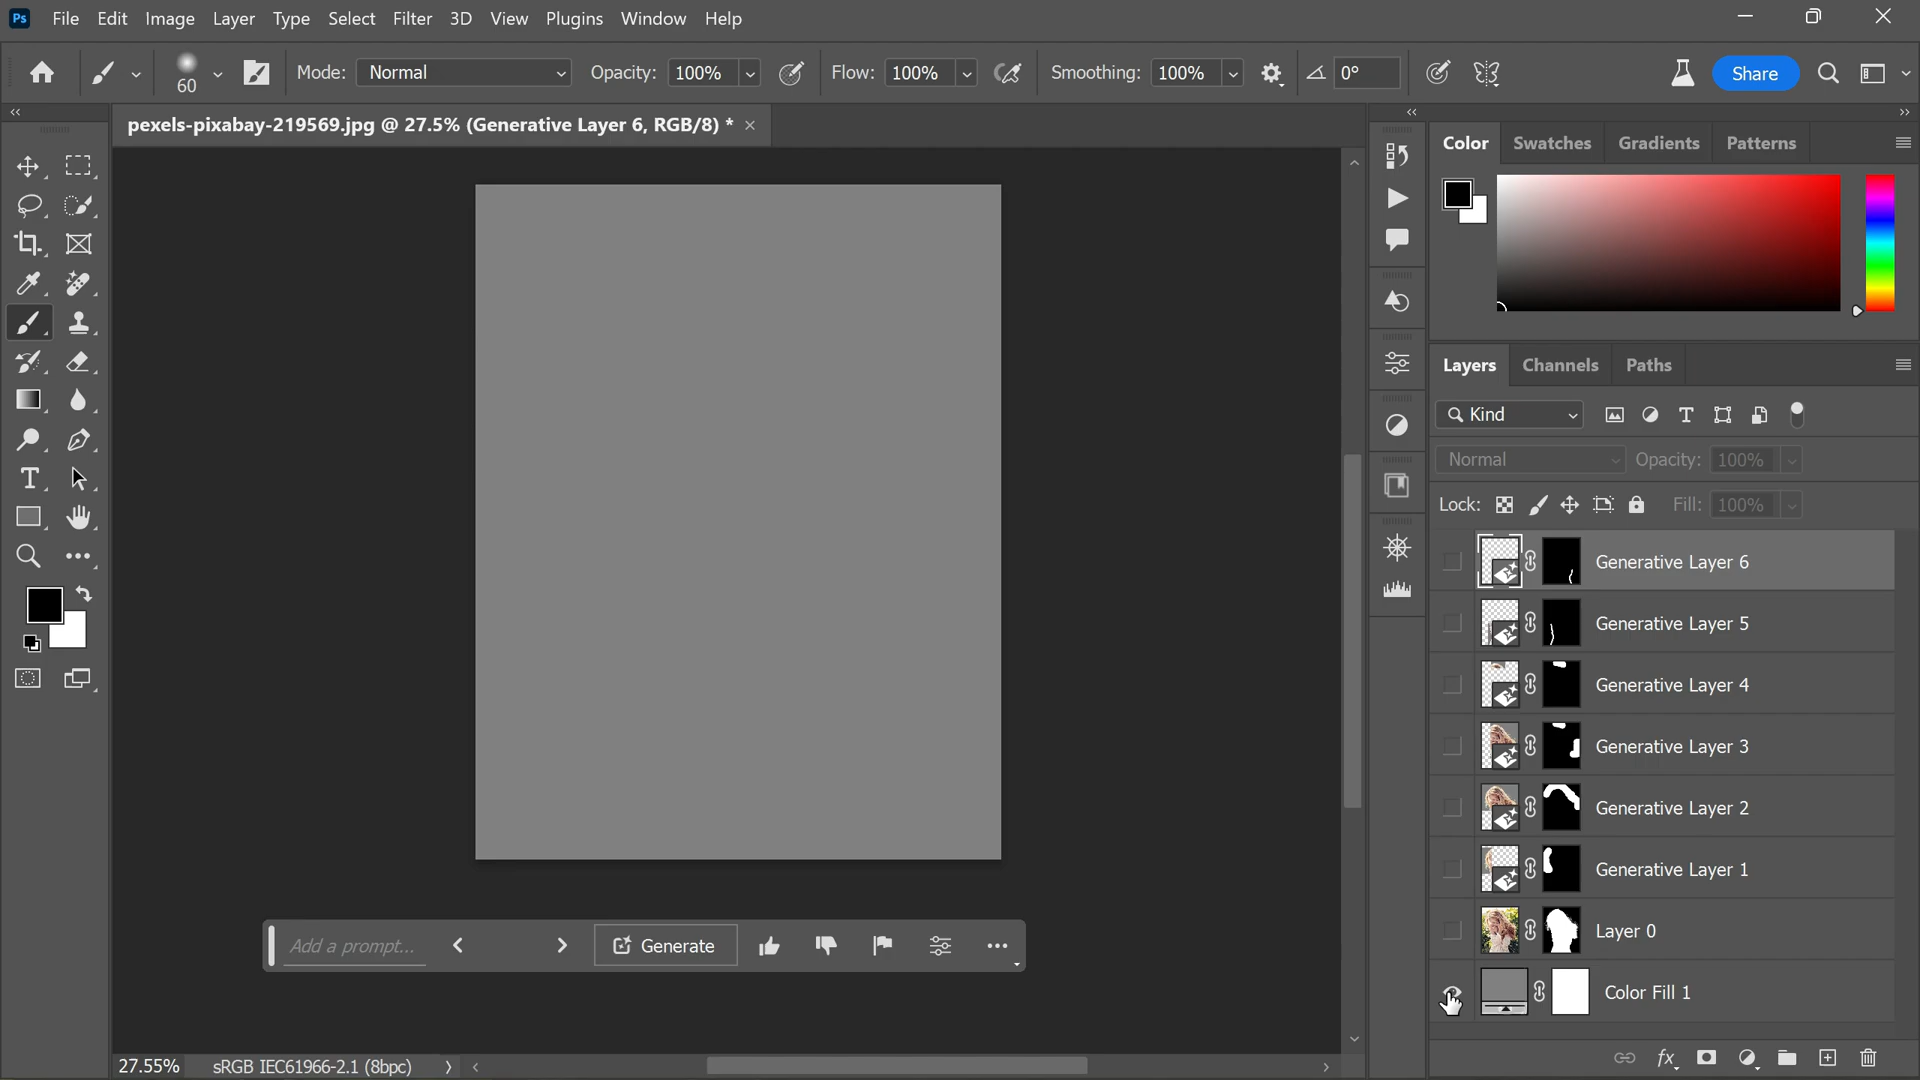 Ps File Edit Image Layer Type Select Filter 3D View Plugins Window Help
60 Mode: Normal Opacity: 100% Flow: 100% Smoothing: 100% 0° Share
pexels-pixabay-219569.jpg @ 27.5% (Generative Layer 6, RGB/8) *
Color Swatches Gradients Patterns
Layers Channels Paths
Kind
Normal Opacity: 100%
Lock: Fill: 100%
Generative Layer 6
Generative Layer 5
Generative Layer 4
Generative Layer 3
Generative Layer 2
Generative Layer 1
Layer 0
Color Fill 1
Add a prompt... Generate
27.55% sRGB IEC61966-2.1 (8bpc)